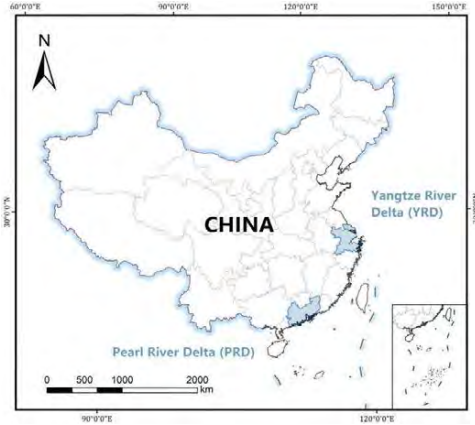 60°0'0"E 90°0'0"E 120°0'0"E 150°0'0"E
N
30°0'0"N
Yangtze River
Delta (YRD)
CHINA
Pearl River Delta (PRD)
0 500 1000 2000
km
90°0'0"E 120°0'0"E